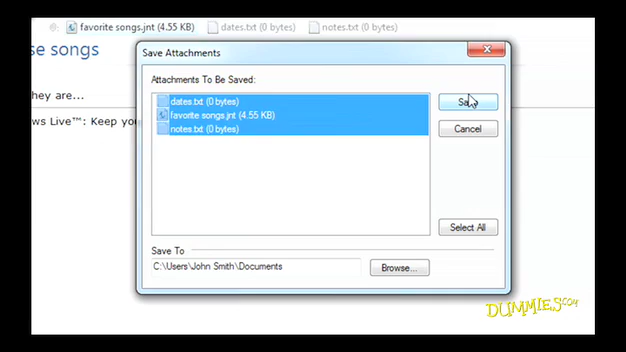 favorite songs.jnt (4.55 KB) dates.txt (0 bytes) notes.txt (0 bytes)
se songs
Save Attachments
Attachments To Be Saved:
hey are...
dates.txt (0 bytes)
favorite songs.jnt (4.55 KB)
notes.txt (0 bytes)
Cancel
ws Live™: Keep you
Select All
Save To
C:\Users\John Smith\Documents
Browse...
DUMMIES.COM